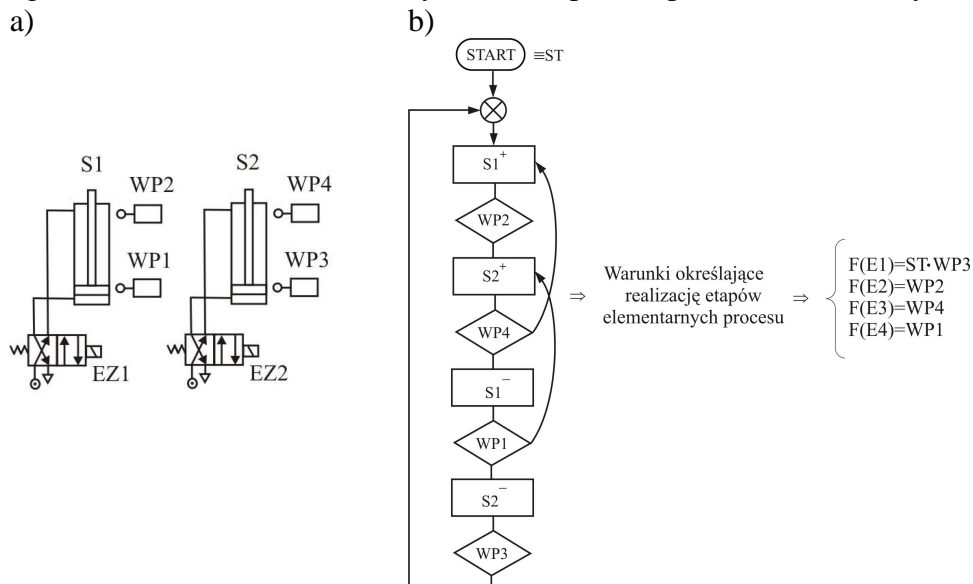 a)
b)
START
≡ST
S1
S2
WP2
WP4
WP1
WP3
EZ1
EZ2
S1⁺
WP2
S2⁺
WP4
S1⁻
WP1
S2⁻
WP3
⇒
Warunki określające
realizację etapów
elementarnych procesu
⇒
F(E1)=ST·WP3
F(E2)=WP2
F(E3)=WP4
F(E4)=WP1